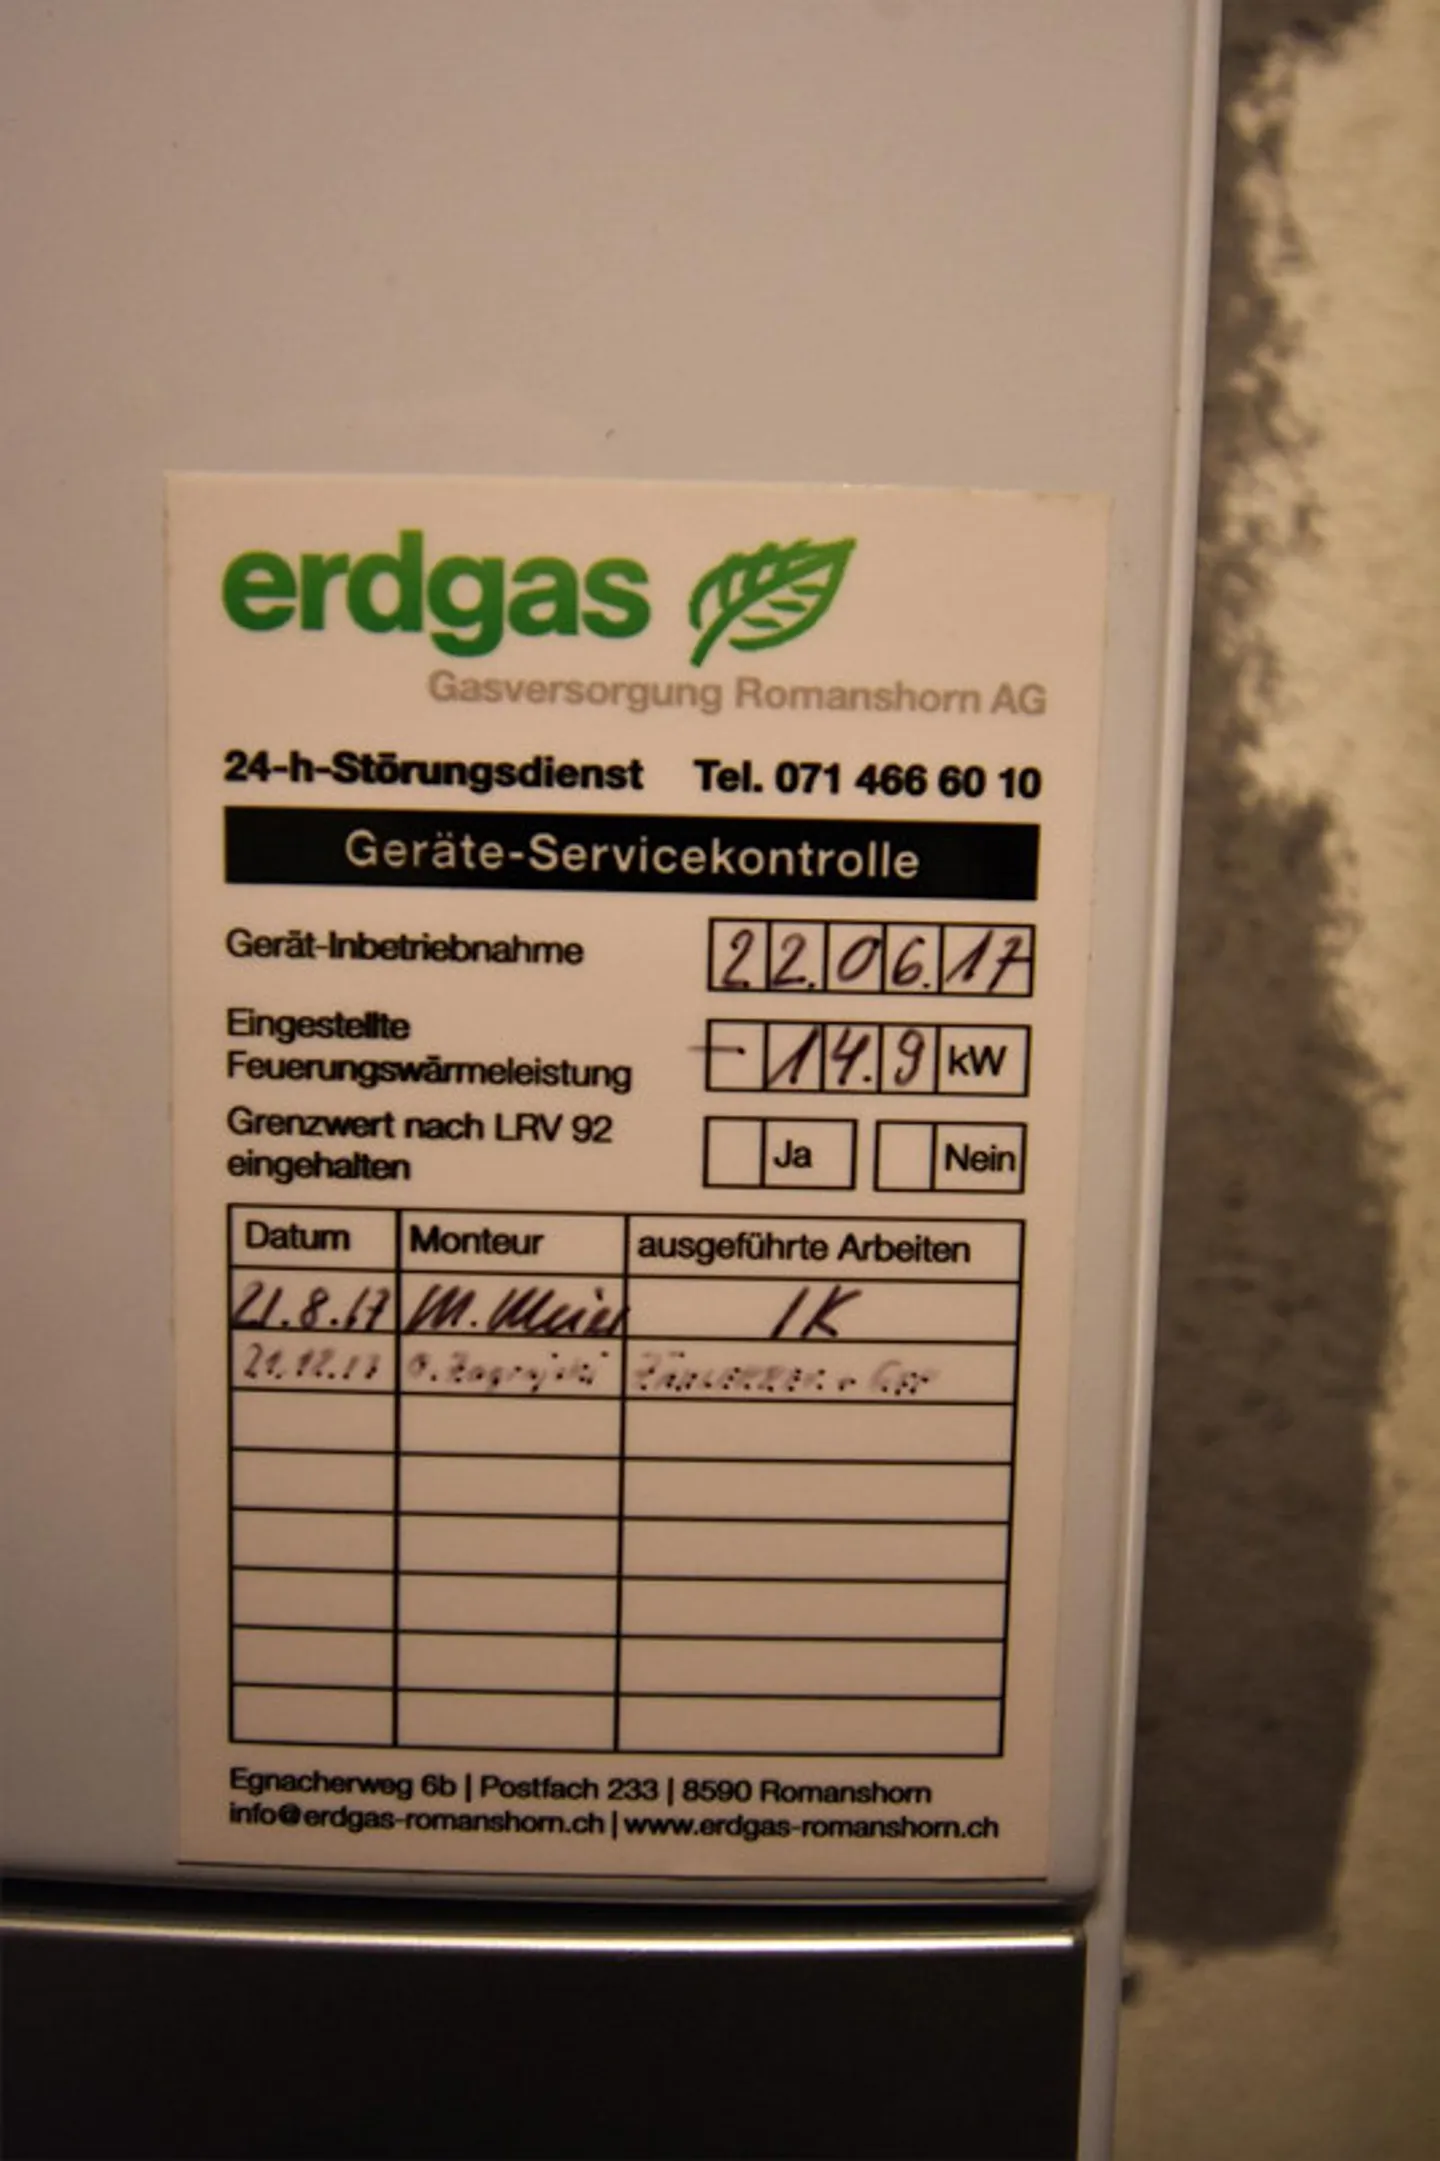 erdgas
Gasversorgung Romanshorn AG
24-h-Störungsdienst Tel. 071 466 60 10
Geräte-Servicekontrolle
Gerät-Inbetriebnahme 22.06.17
Eingestellte
Feuerungswärmeleistung - 14.9 kW
Grenzwert nach LRV 92
eingehalten Ja Nein
Datum Monteur ausgeführte Arbeiten
21.8.17 M. Meier IK
21.12.17
Egnacherweg 6b | Postfach 233 | 8590 Romanshorn
info@erdgas-romanshorn.ch | www.erdgas-romanshorn.ch